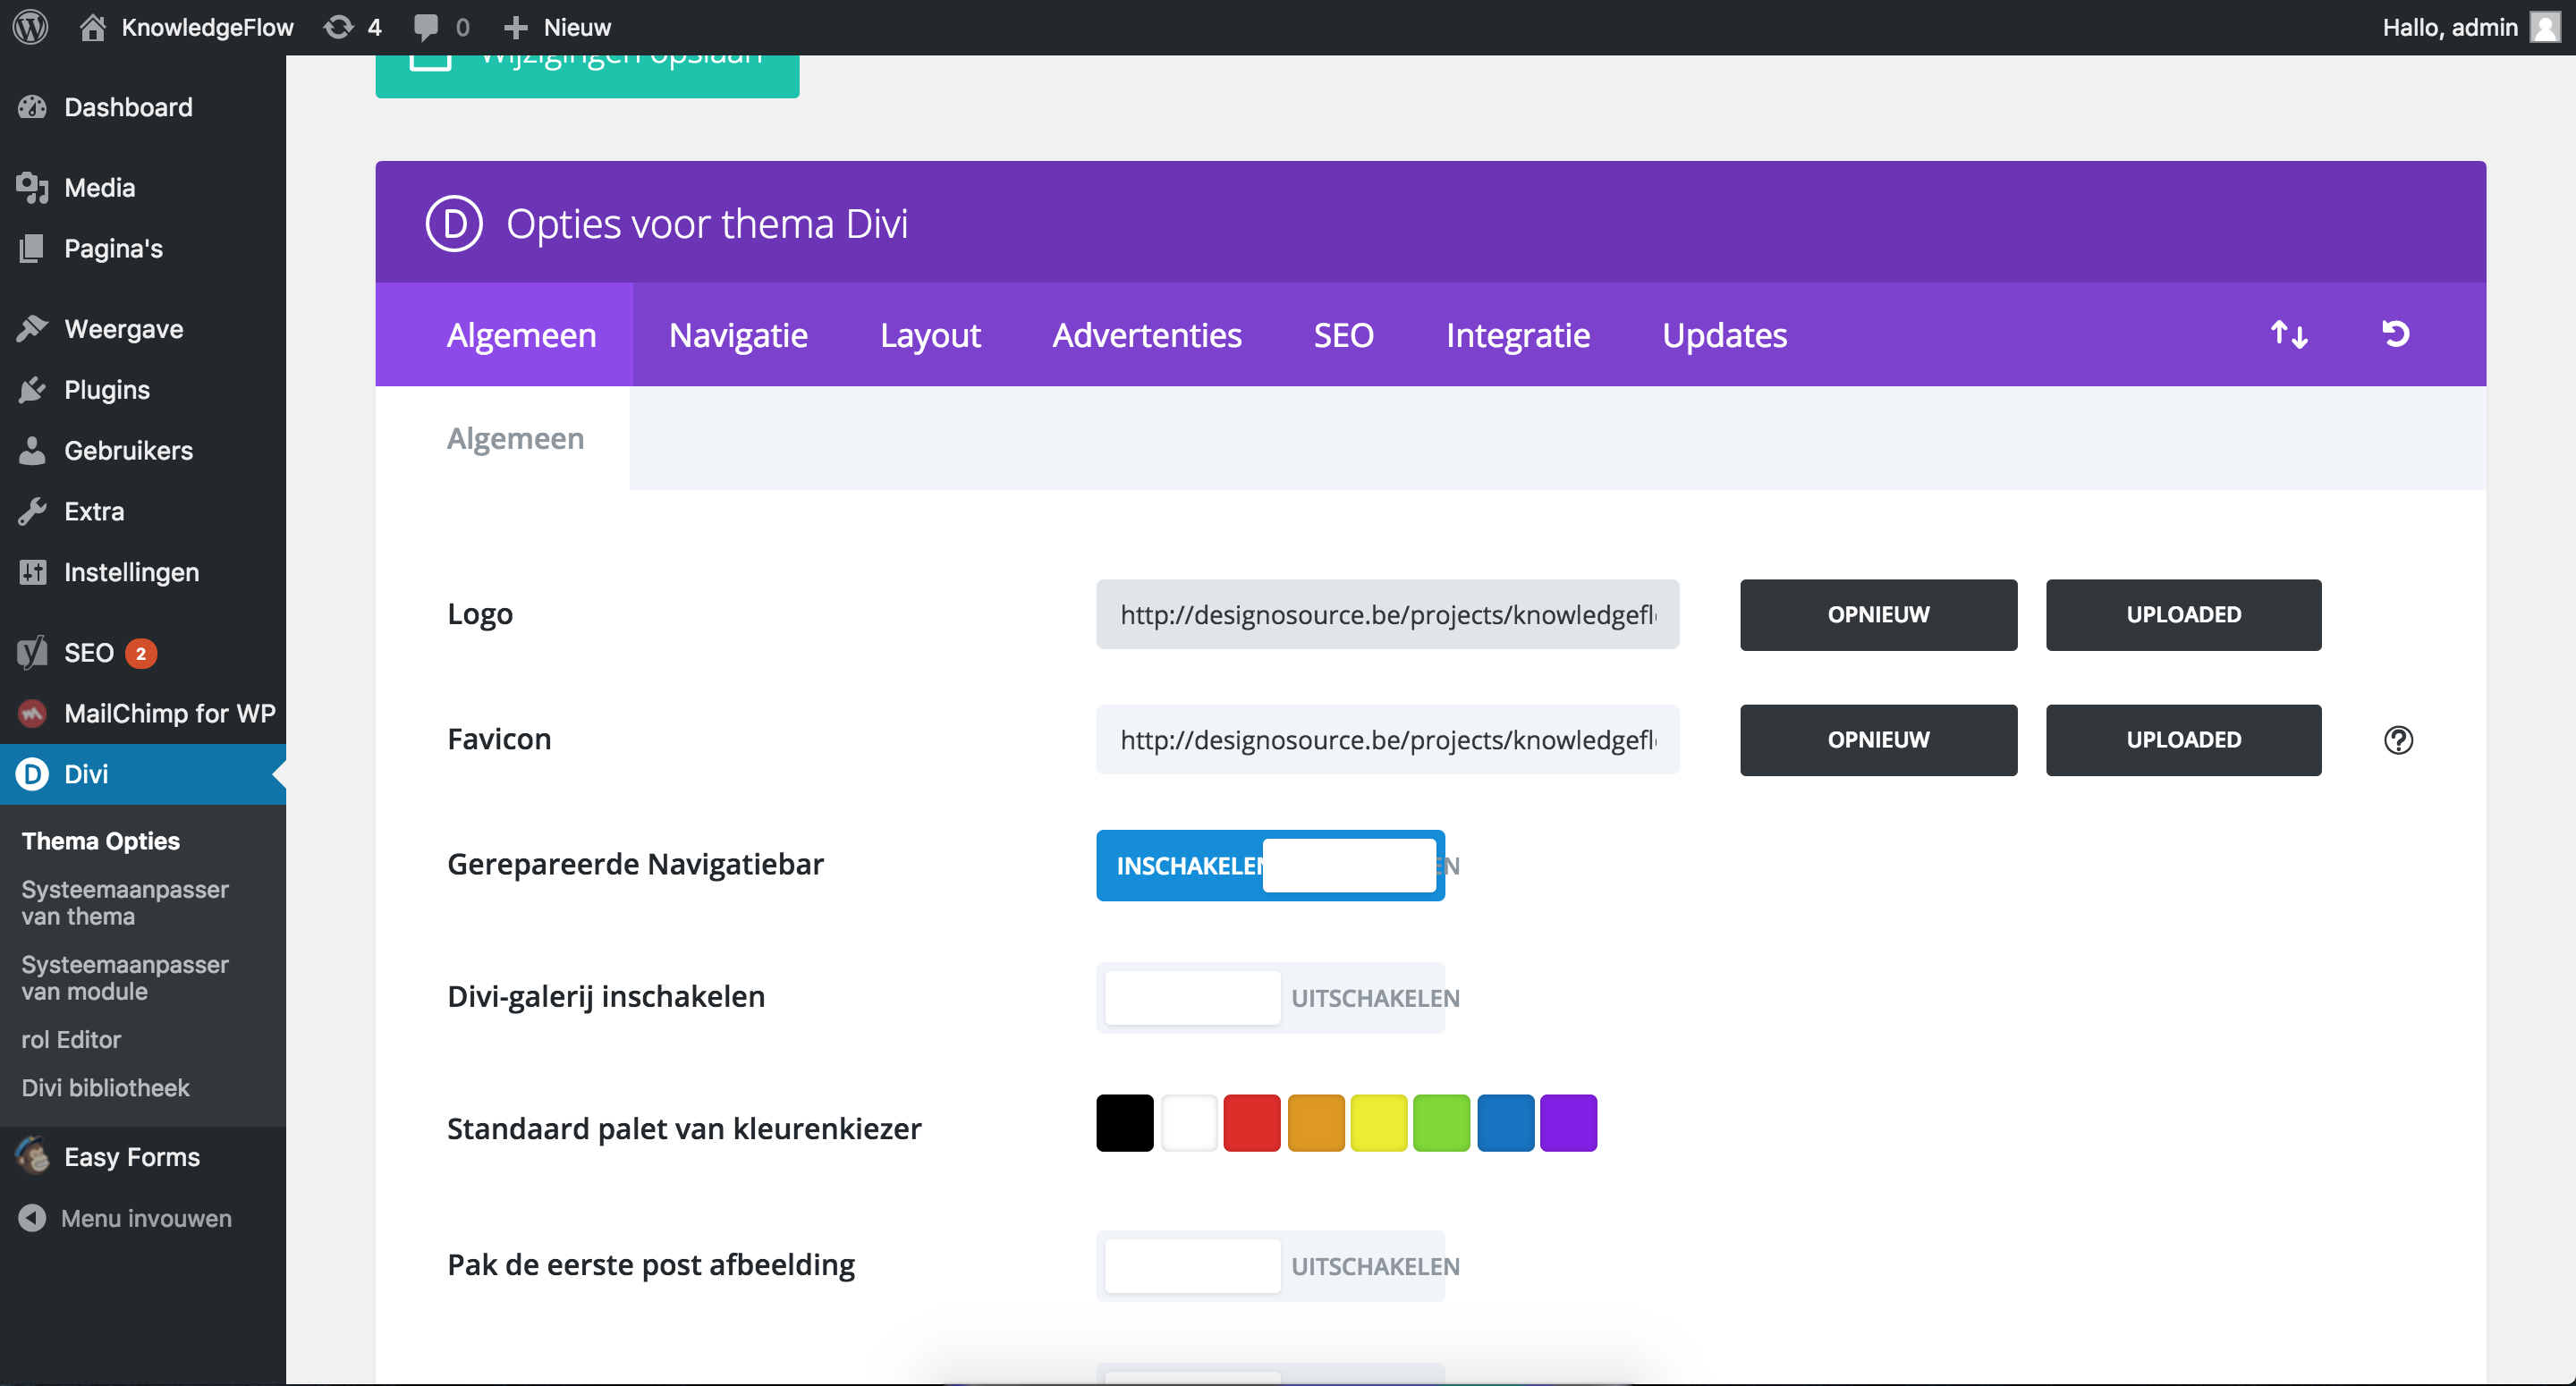 KnowledgeFlow 4 0 Nieuw Hallo, admin
Wijzigingen opslaan
Dashboard
Media
Pagina's
Weergave
Plugins
Gebruikers
Extra
Instellingen
SEO 2
MailChimp for WP
Divi
Thema Opties
Systeemaanpasser
van thema
Systeemaanpasser
van module
rol Editor
Divi bibliotheek
Easy Forms
Menu invouwen
D Opties voor thema Divi
Algemeen Navigatie Layout Advertenties SEO Integratie Updates
Algemeen
Logo http://designosource.be/projects/knowledgefl OPNIEUW UPLOADED
Favicon http://designosource.be/projects/knowledgefl OPNIEUW UPLOADED ?
Gerepareerde Navigatiebar INSCHAKELEN EN
Divi-galerij inschakelen UITSCHAKELEN
Standaard palet van kleurenkiezer
Pak de eerste post afbeelding UITSCHAKELEN